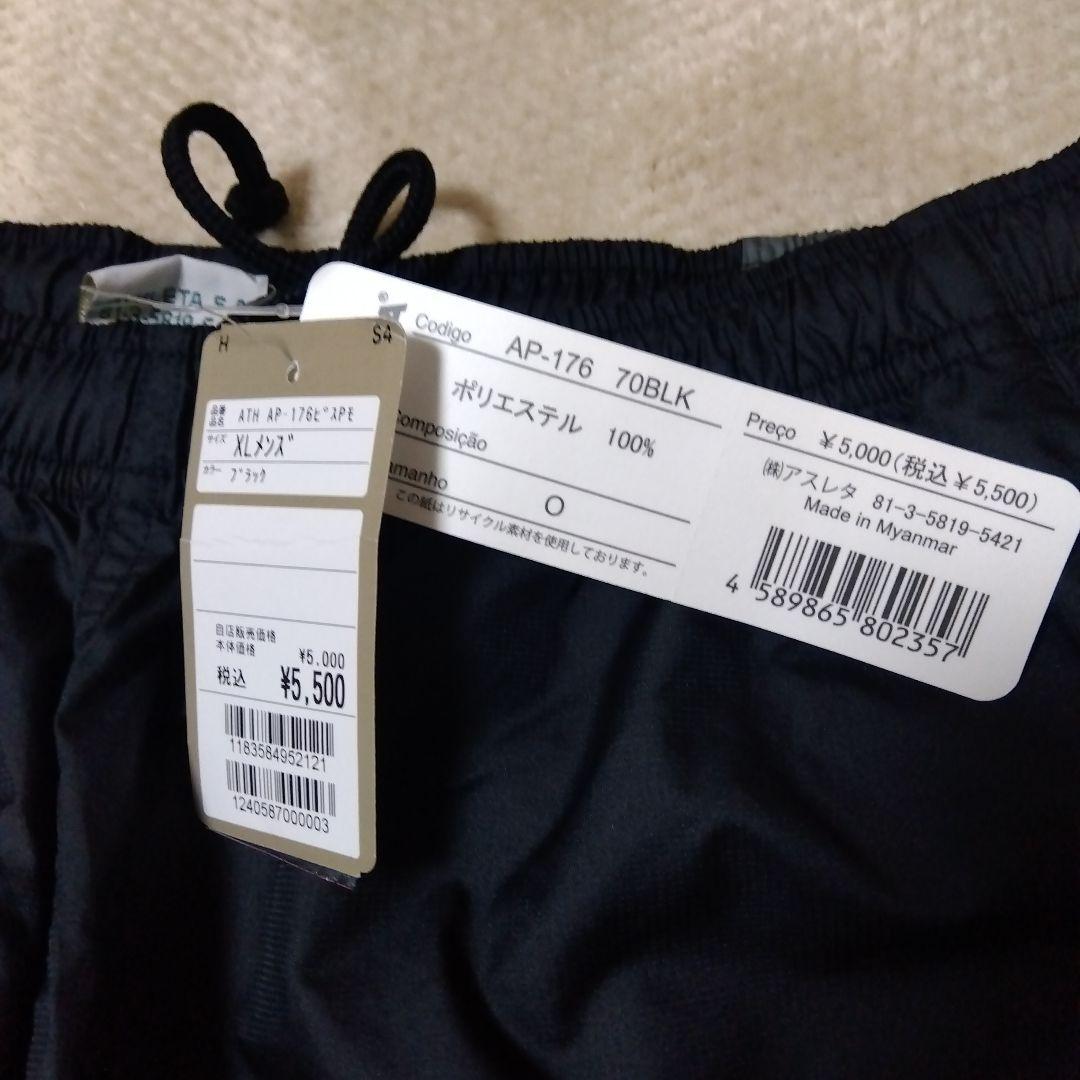 H S4
品番
品名 ATH AP-176ピスPモ
サイズ XLメンズ
カラー ブラック
自店販売価格
本体価格 ¥5.000
税込 ¥5,500
1183584952121
1240587000003
Codigo AP-176 70BLK
ポリエステル 100%
Composição
amanho O
この紙はリサイクル素材を使用しております。
Preço ¥5,000(税込¥5,500)
(株)アスレタ 81-3-5819-5421
Made in Myanmar
4 589865 802357